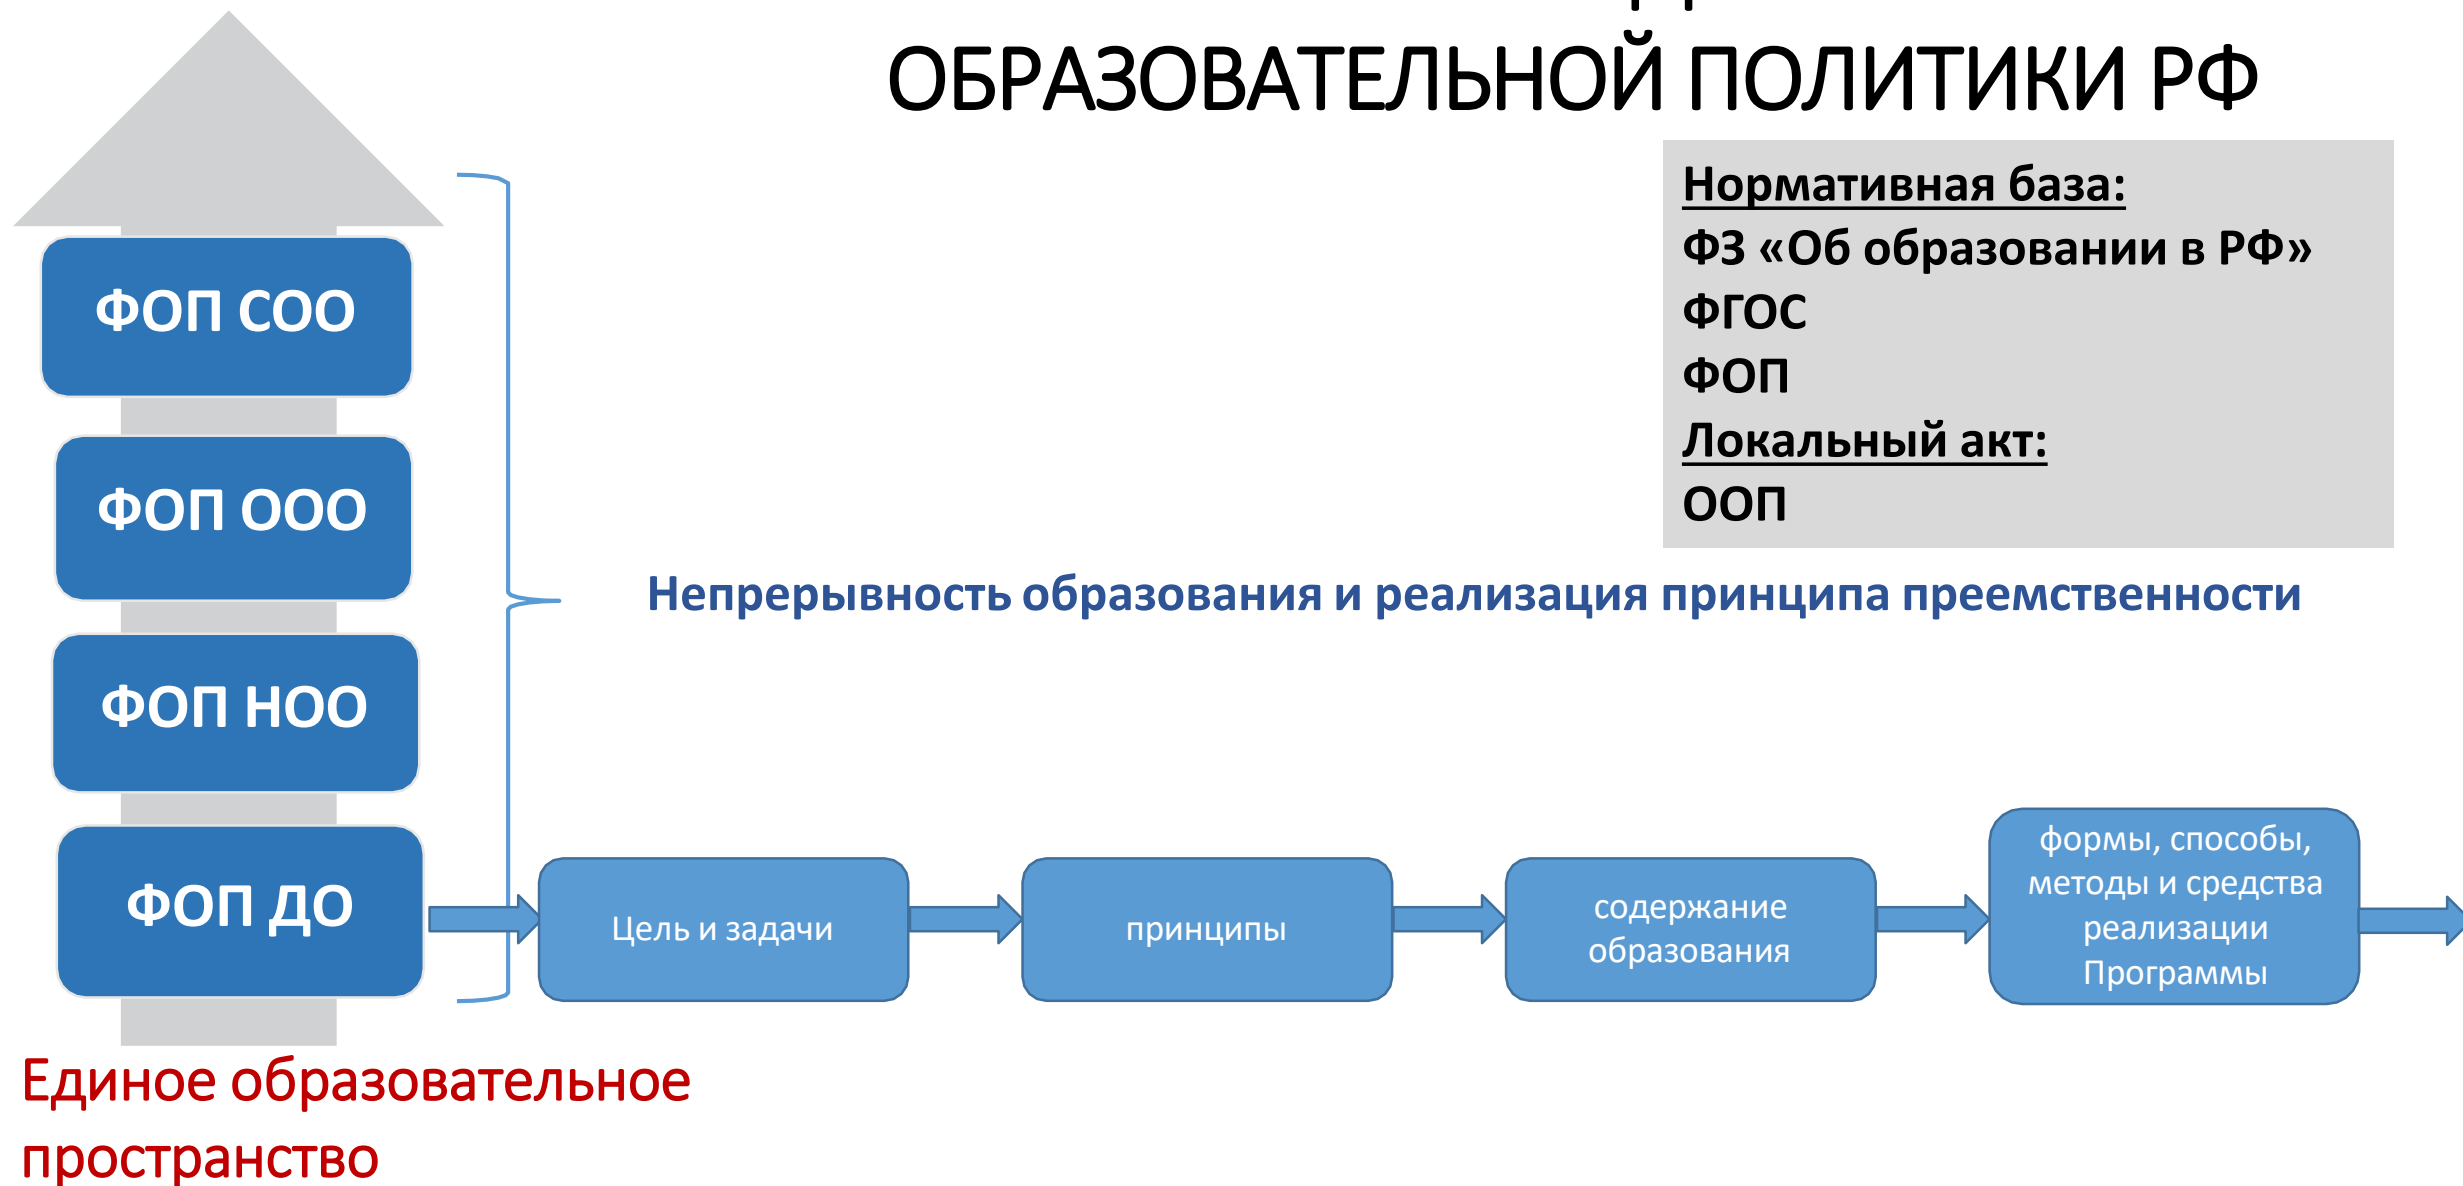 ОБРАЗОВАТЕЛЬНОЙ ПОЛИТИКИ РФ
Нормативная база:
ФЗ «Об образовании в РФ»
ФГОС
ФОП
Локальный акт:
ООП
ФОП СОО
ФОП ООО
ФОП НОО
ФОП ДО
Непрерывность образования и реализация принципа преемственности
Цель и задачи
принципы
содержание
образования
формы, способы,
методы и средства
реализации
Программы
Единое образовательное
пространство